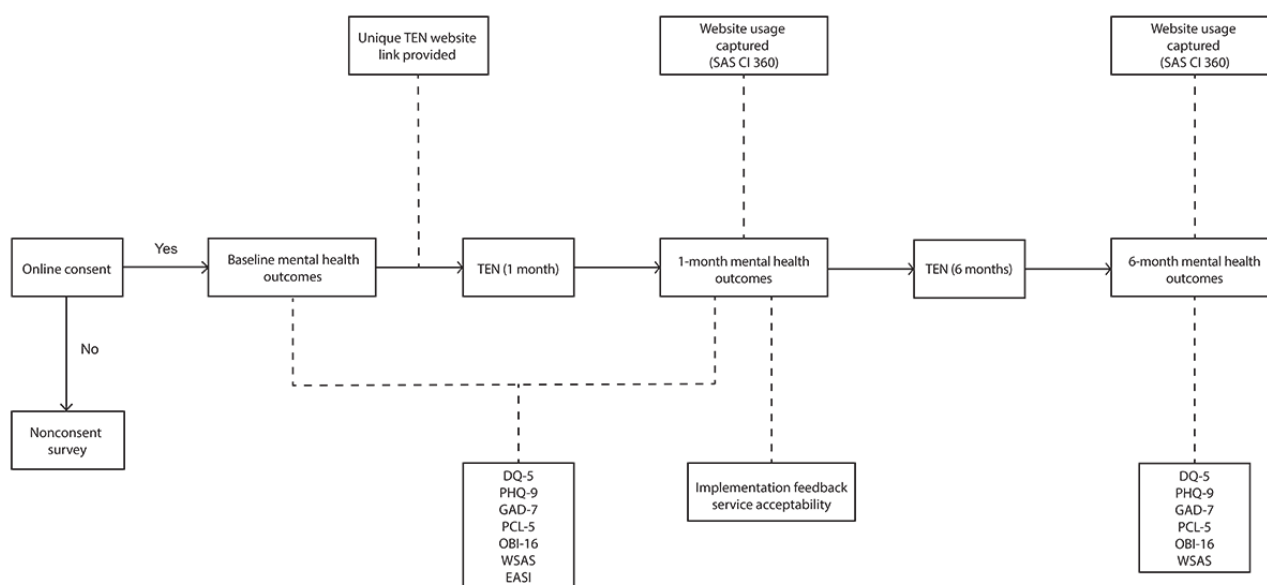 Unique TEN website
link provided
Website usage
captured
(SAS CI 360)
Website usage
captured
(SAS CI 360)
Online consent
Yes
Baseline mental health
outcomes
TEN (1 month)
1-month mental health
outcomes
TEN (6 months)
6-month mental health
outcomes
No
Nonconsent
survey
DQ-5
PHQ-9
GAD-7
PCL-5
OBI-16
WSAS
EASI
Implementation feedback
service acceptability
DQ-5
PHQ-9
GAD-7
PCL-5
OBI-16
WSAS